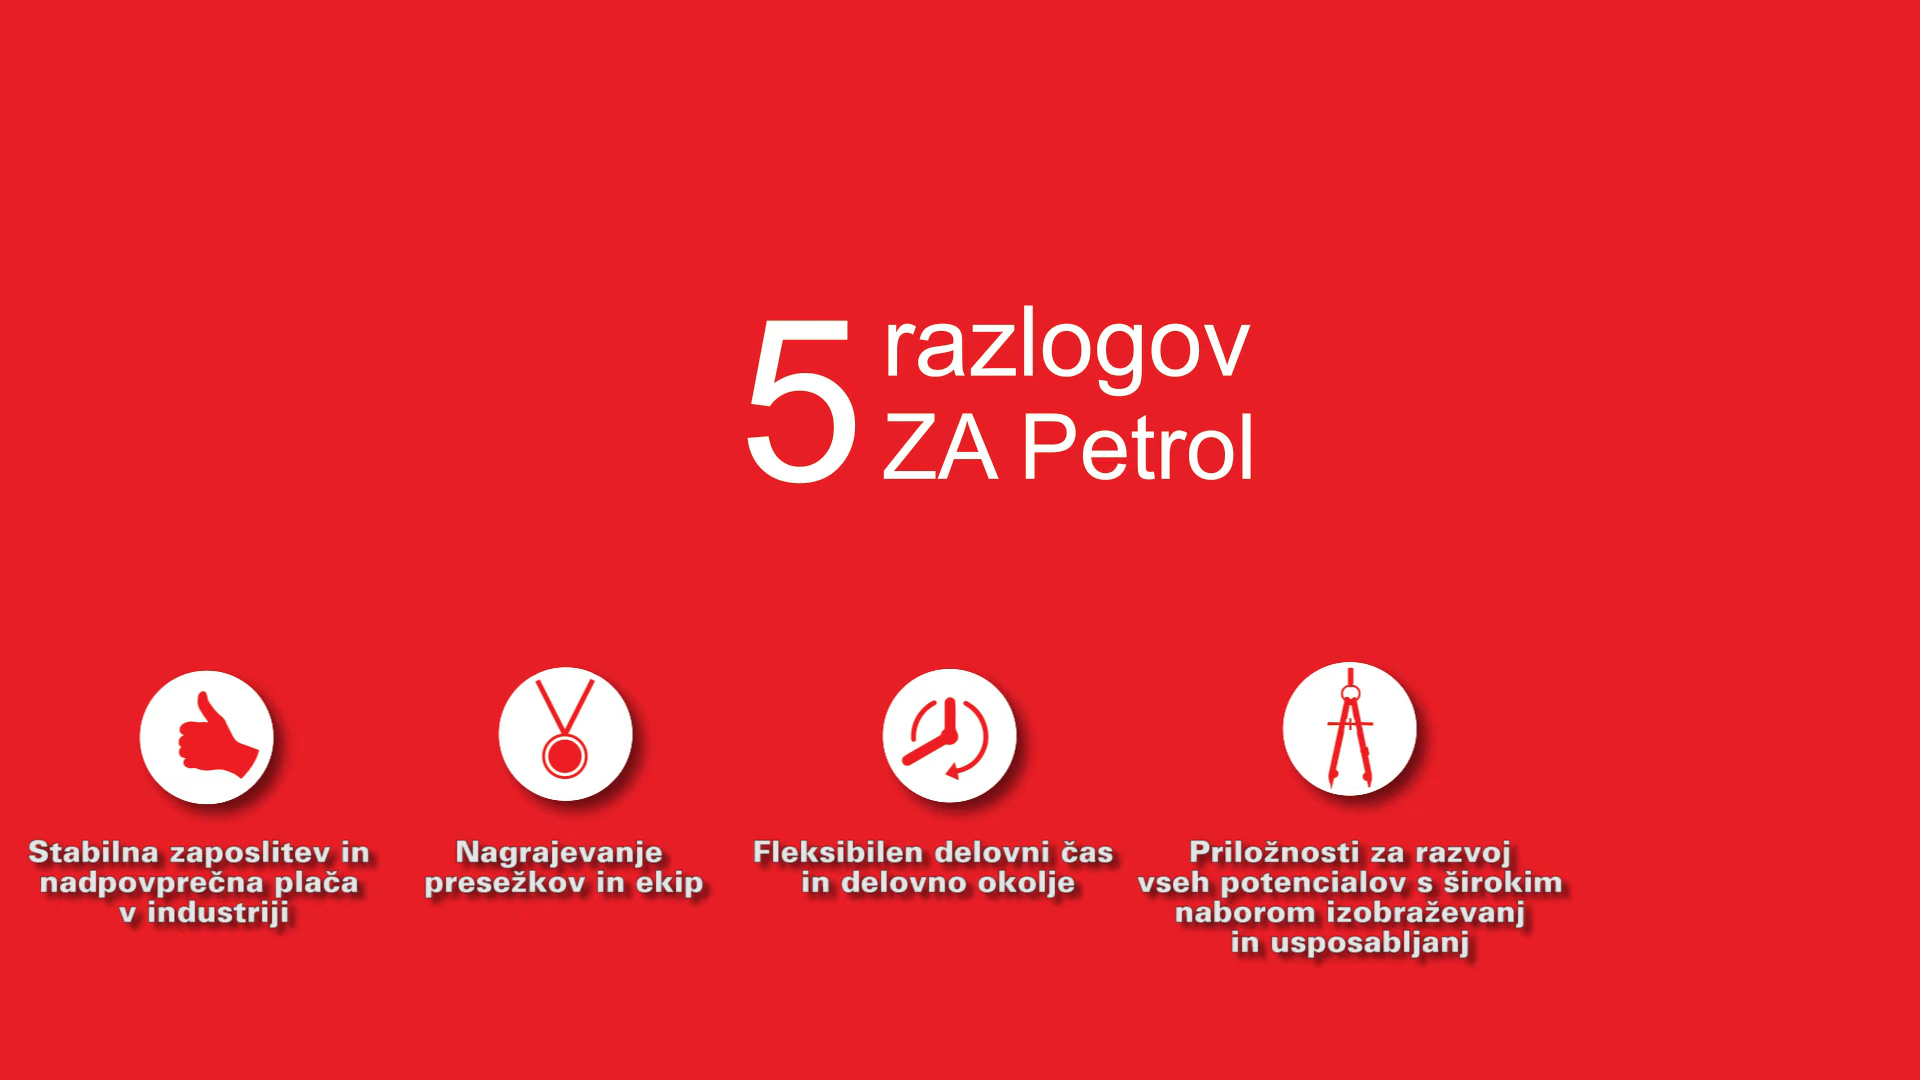 5
razlogov
ZA Petrol
Stabilna zaposlitev in
nadpovprečna plača
v industriji
Nagrajevanje
presežkov in ekip
Fleksibilen delovni čas
in delovno okolje
Priložnosti za razvoj
vseh potencialov s širokim
naborom izobraževanj
in usposabljanj